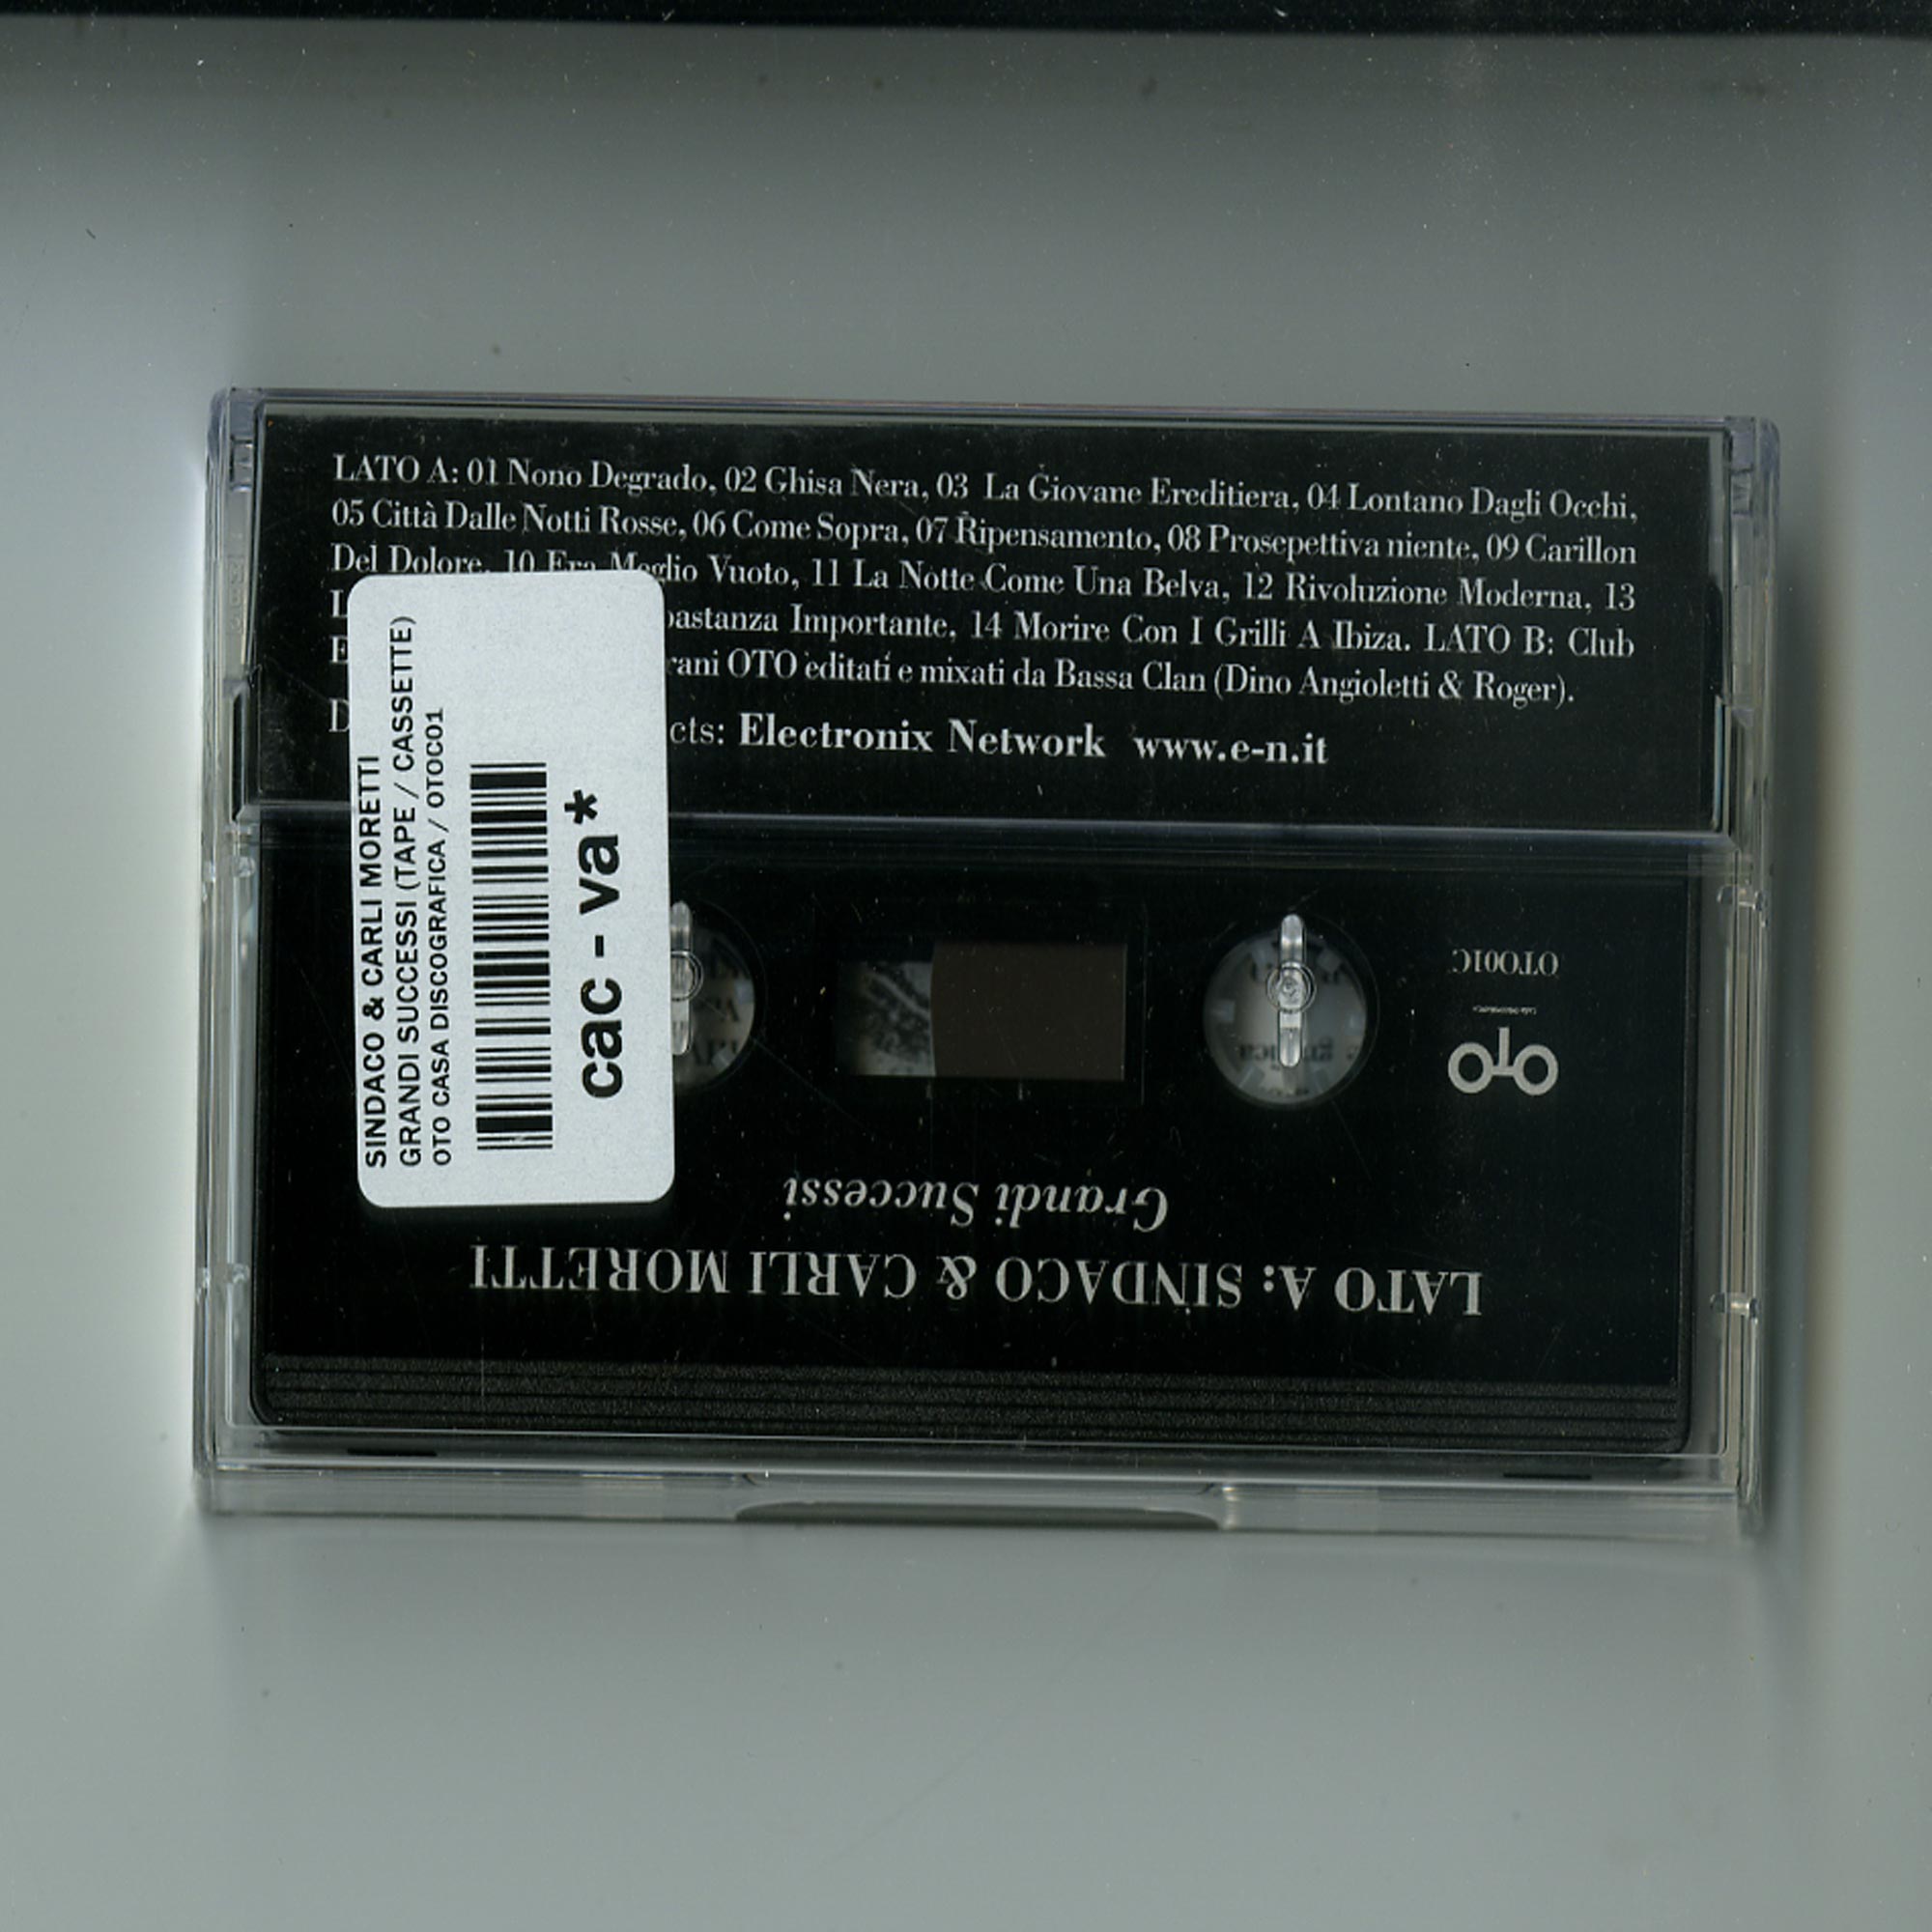 LATO A: 01 Nono Degrado, 02 Ghisa Nera, 03 La Giovane Ereditiera, 04 Lontano Dagli Occhi,
05 Città Dalle Notti Rosse, 06 Come Sopra, 07 Ripensamento, 08 Prosepettiva niente, 09 Carillon
Del Dolore, 10 Era Meglio Vuoto, 11 La Notte Come Una Belva, 12 Rivoluzione Moderna, 13
Importante, 14 Morire Con I Grilli A Ibiza. LATO B: Club
OTO editati e mixati da Bassa Clan (Dino Angioletti & Roger).
Electronix Network www.e-n.it
SINDACO & CARLI MORETTI
GRANDI SUCCESSI (TAPE / CASSETTE)
OTO CASA DISCOGRAFICA / OTOC01
cac - va*
LATO A: SINDACO & CARLI MORETTI
Grandi Successi
oto
OTO01C